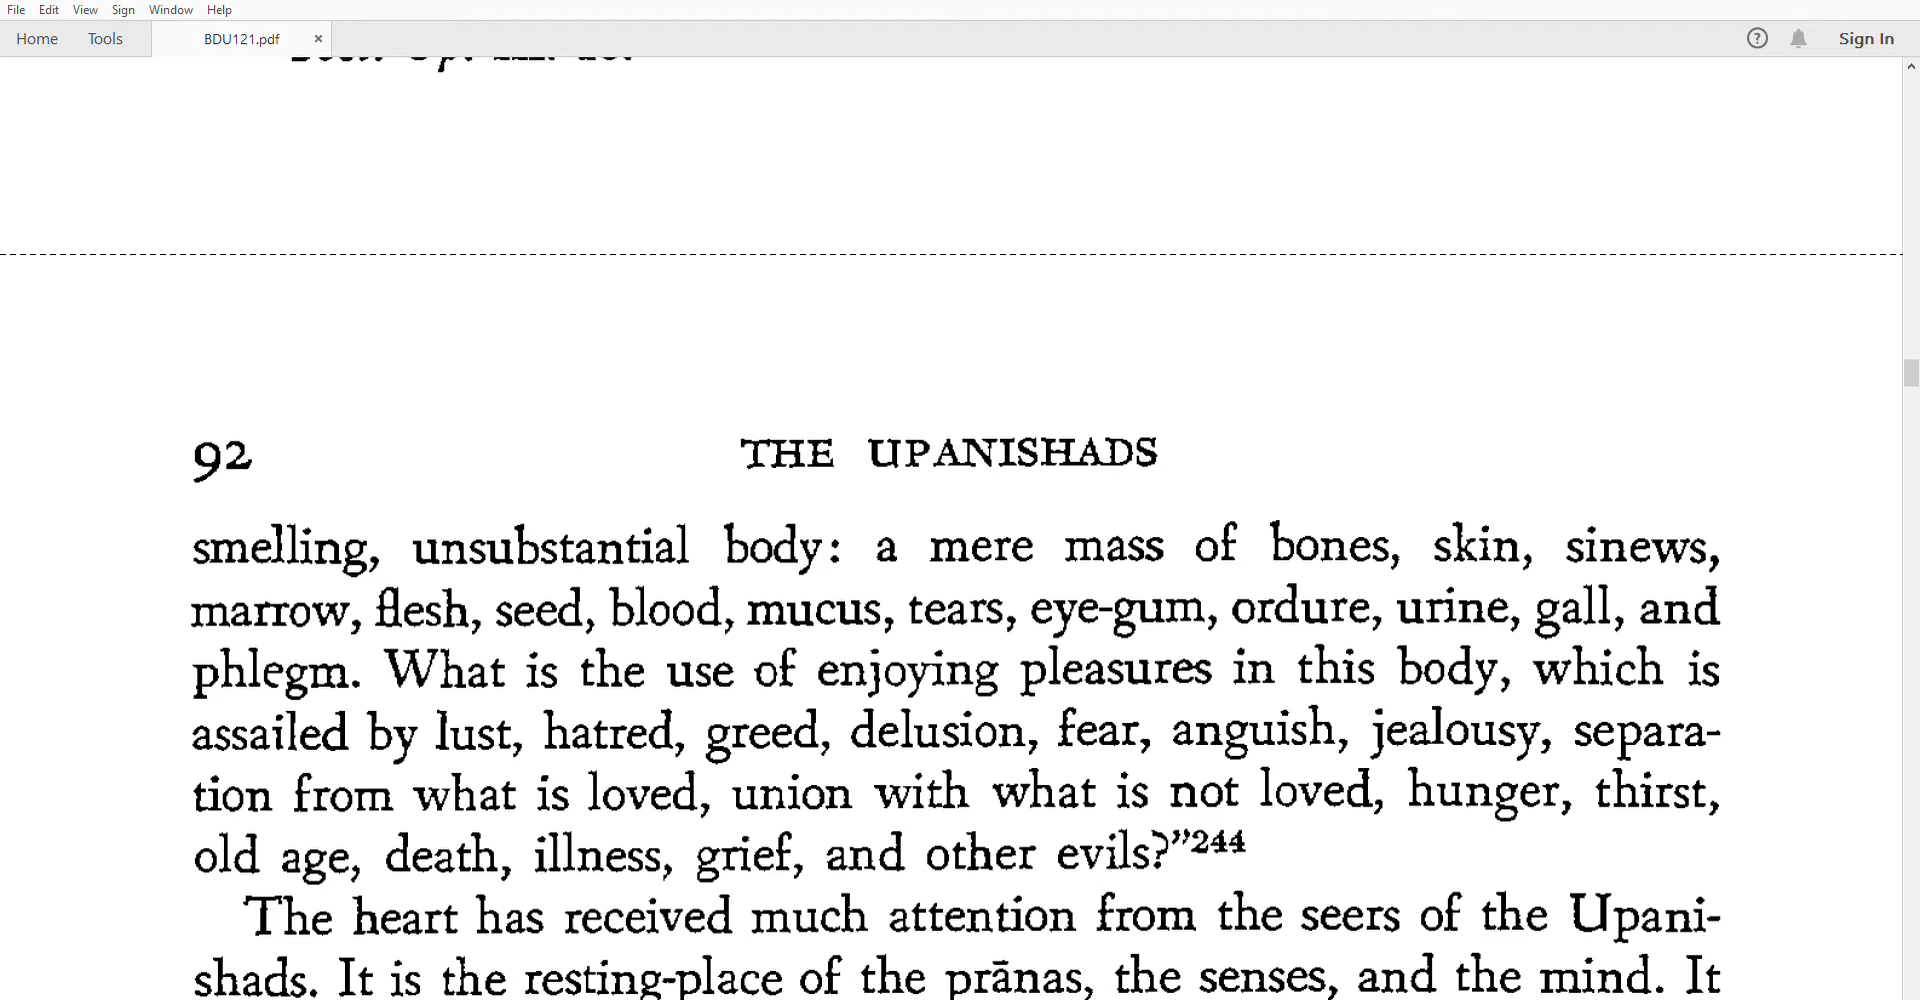 File Edit View Sign Window Help
Home Tools BDU121.pdf × ? Sign In
92 THE UPANISHADS
smelling, unsubstantial body: a mere mass of bones, skin, sinews,
marrow, flesh, seed, blood, mucus, tears, eye-gum, ordure, urine, gall, and
phlegm. What is the use of enjoying pleasures in this body, which is
assailed by lust, hatred, greed, delusion, fear, anguish, jealousy, separa-
tion from what is loved, union with what is not loved, hunger, thirst,
old age, death, illness, grief, and other evils?”244
The heart has received much attention from the seers of the Upani-
shads. It is the resting-place of the prānas, the senses, and the mind. It